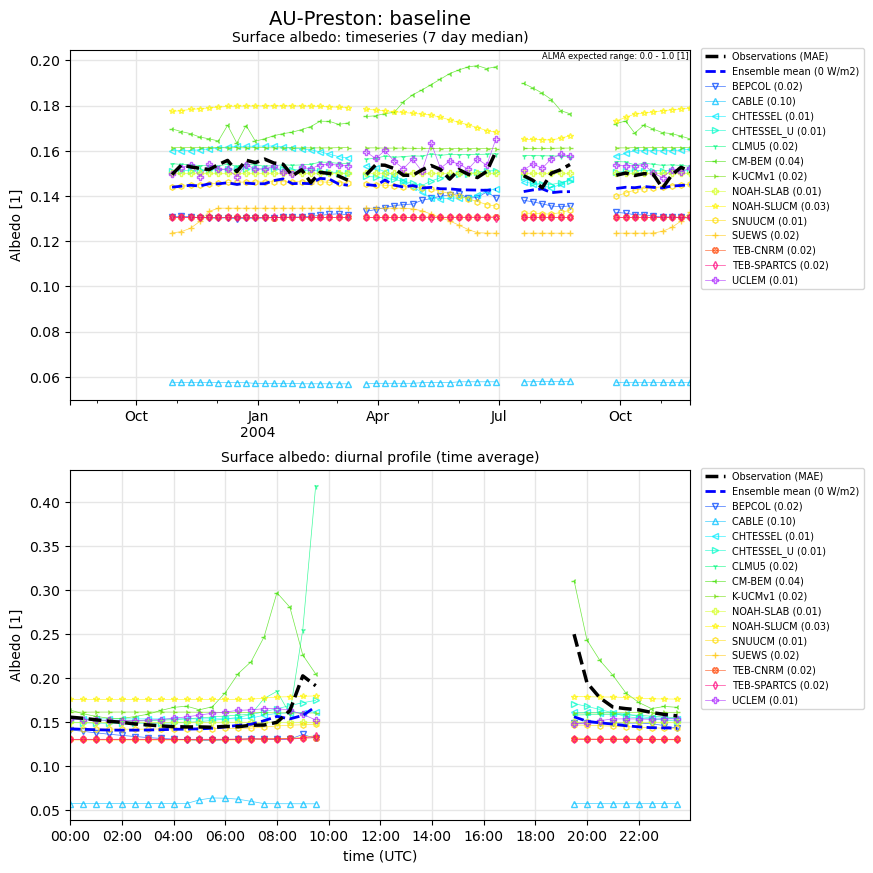 AU-Preston: baseline
Surface albedo: timeseries (7 day median)
ALMA expected range: 0.0 - 1.0 [1]
0.20
0.18
0.16
0.14
0.12
0.10
0.08
0.06
Albedo [1]
Oct
Jan
2004
Apr
Jul
Oct
Observations (MAE)
Ensemble mean (0 W/m2)
BEPCOL (0.02)
CABLE (0.10)
CHTESSEL (0.01)
CHTESSEL_U (0.01)
CLMU5 (0.02)
CM-BEM (0.04)
K-UCMv1 (0.02)
NOAH-SLAB (0.01)
NOAH-SLUCM (0.03)
SNUUCM (0.01)
SUEWS (0.02)
TEB-CNRM (0.02)
TEB-SPARTCS (0.02)
UCLEM (0.01)
Surface albedo: diurnal profile (time average)
0.40
0.35
0.30
0.25
0.20
0.15
0.10
0.05
Albedo [1]
00:00
02:00
04:00
06:00
08:00
10:00
12:00
14:00
16:00
18:00
20:00
22:00
time (UTC)
Observation (MAE)
Ensemble mean (0 W/m2)
BEPCOL (0.02)
CABLE (0.10)
CHTESSEL (0.01)
CHTESSEL_U (0.01)
CLMU5 (0.02)
CM-BEM (0.04)
K-UCMv1 (0.02)
NOAH-SLAB (0.01)
NOAH-SLUCM (0.03)
SNUUCM (0.01)
SUEWS (0.02)
TEB-CNRM (0.02)
TEB-SPARTCS (0.02)
UCLEM (0.01)